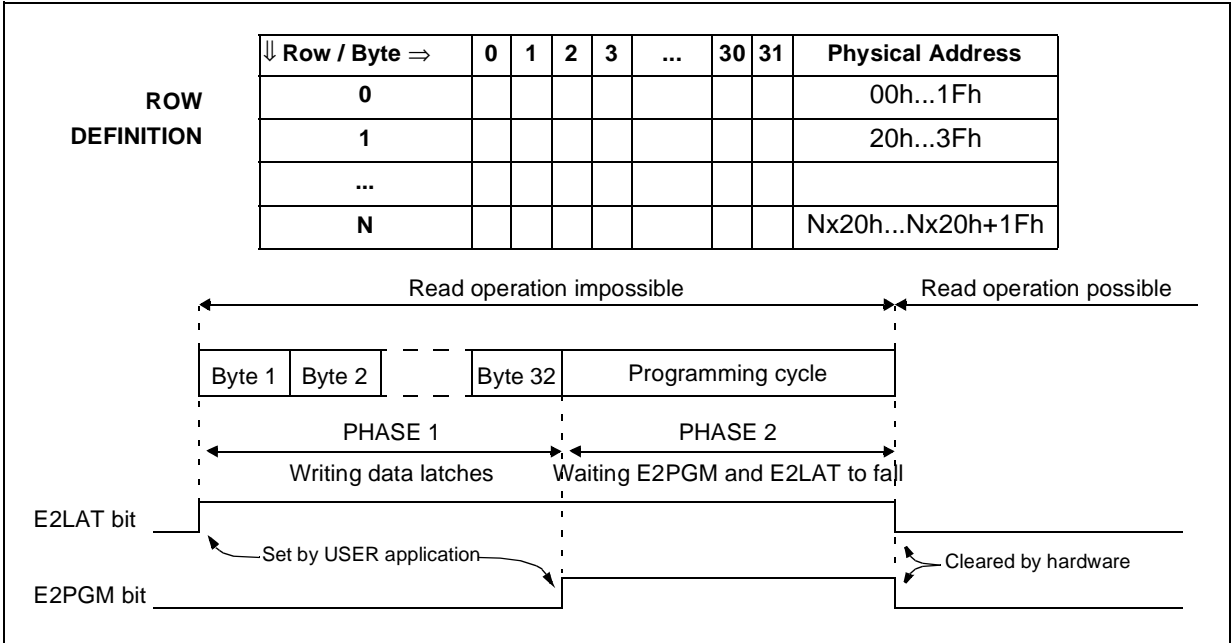 ⇓ Row / Byte ⇒ 0 1 2 3 ... 30 31 Physical Address
ROW DEFINITION
0 00h...1Fh
1 20h...3Fh
...
N Nx20h...Nx20h+1Fh
Read operation impossible Read operation possible
Byte 1 Byte 2 Byte 32 Programming cycle
PHASE 1 PHASE 2
Writing data latches Waiting E2PGM and E2LAT to fall
E2LAT bit
Set by USER application Cleared by hardware
E2PGM bit